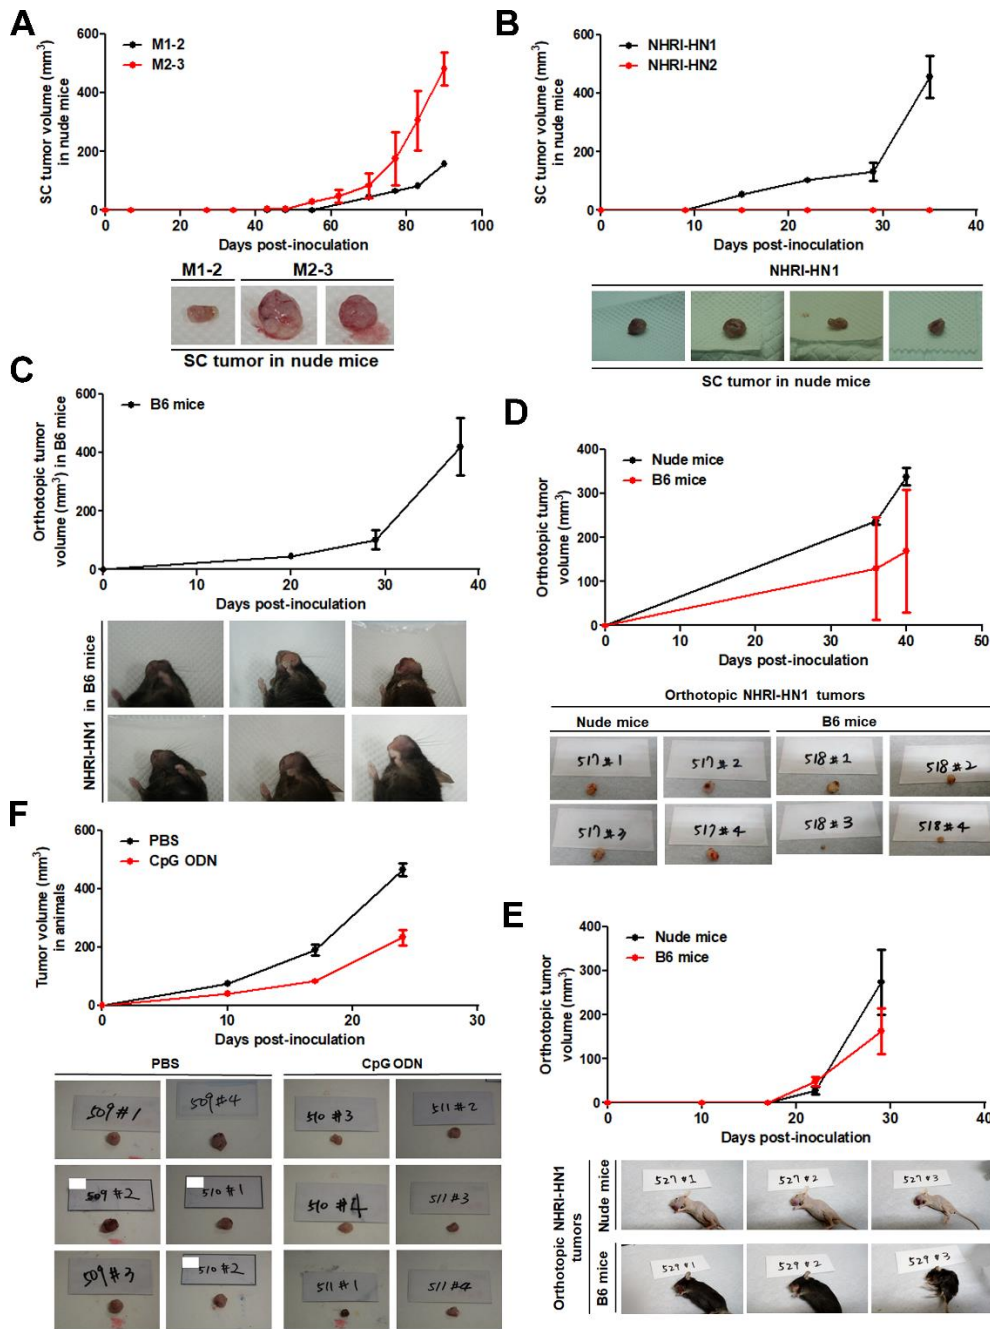 A
SC tumor volume (mm³)
in nude mice
600
400
200
0
M1-2
M2-3
0 20 40 60 80 100
Days post-inoculation
M1-2 M2-3
SC tumor in nude mice
B
SC tumor volume (mm³)
in nude mice
600
400
200
0
NHRI-HN1
NHRI-HN2
0 10 20 30 40
Days post-inoculation
NHRI-HN1
SC tumor in nude mice
C
Orthotopic tumor
volume (mm³) in B6 mice
600
400
200
0
B6 mice
0 10 20 30 40
Days post-inoculation
NHRI-HN1 in B6 mice
D
Orthotopic tumor
volume (mm³)
400
300
200
100
0
Nude mice
B6 mice
0 10 20 30 40 50
Days post-inoculation
Orthotopic NHRI-HN1 tumors
Nude mice B6 mice
517#1 517#2 518#1 518#2
517#3 517#4 518#3 518#4
F
Tumor volume (mm³)
in animals
600
400
200
0
PBS
CpG ODN
0 10 20 30
Days post-inoculation
PBS CpG ODN
509#1 509#4 510#3 511#2
509#2 510#1 510#4 511#3
509#3 510#2 511#1 511#4
E
Orthotopic tumor
volume (mm³)
400
300
200
100
0
Nude mice
B6 mice
0 10 20 30 40
Days post-inoculation
Orthotopic NHRI-HN1
tumors
Nude mice
527#1 527#2 527#3
B6 mice
529#1 529#2 529#3